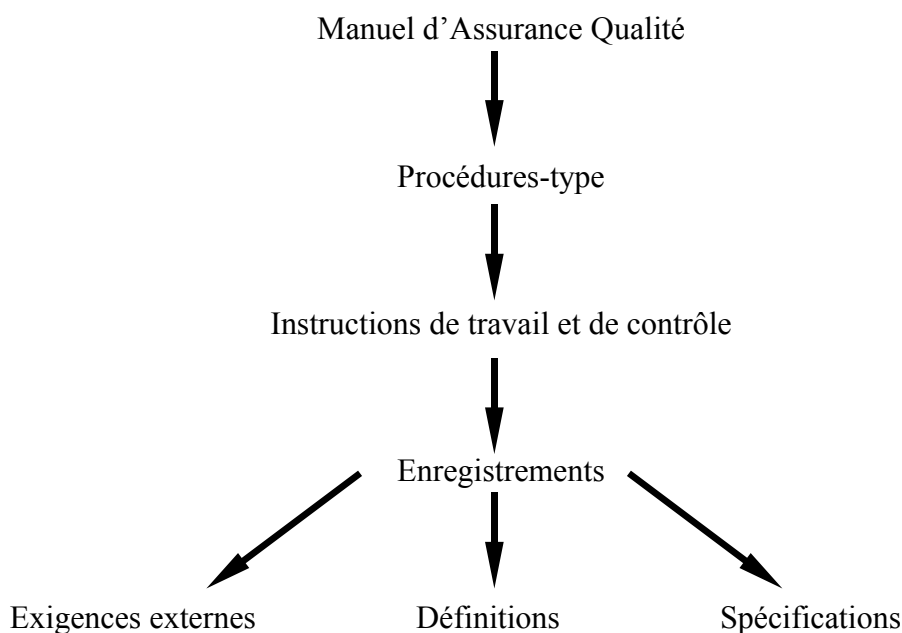 Manuel d’Assurance Qualité
Procédures-type
Instructions de travail et de contrôle
Enregistrements
Exigences externes
Définitions
Spécifications